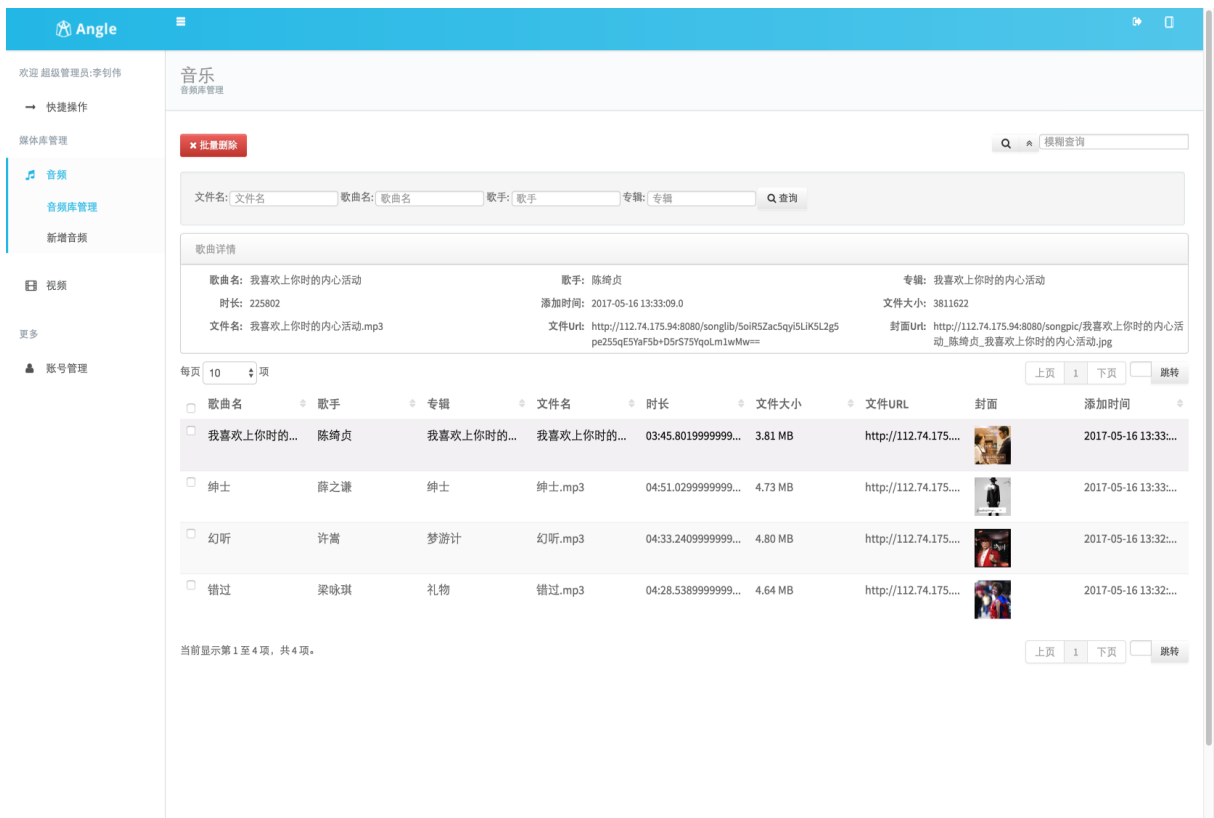 Angle
欢迎 超级管理员:李钊伟
快捷操作
媒体库管理
音频
音频库管理
新增音频
视频
更多
账号管理
音乐
音频库管理
批量删除
模糊查询
文件名: 文件名 歌曲名: 歌曲名 歌手: 歌手 专辑: 专辑 查询
歌曲详情
歌曲名: 我喜欢上你时的内心活动 歌手: 陈绮贞 专辑: 我喜欢上你时的内心活动
时长: 225802 添加时间: 2017-05-16 13:33:09.0 文件大小: 3811622
文件名: 我喜欢上你时的内心活动.mp3 文件Url: http://112.74.175.94:8080/songlib/5oiR5Zac5qyi5LiK5L2g5 封面Url: http://112.74.175.94:8080/songpic/我喜欢上你时的内心活
pe255qE5YaF5b+D5rS75YqoLm1wMw== 动_陈绮贞_我喜欢上你时的内心活动.jpg
每页 10 项 上页 1 下页 跳转
歌曲名 歌手 专辑 文件名 时长 文件大小 文件URL 封面 添加时间
我喜欢上你时的... 陈绮贞 我喜欢上你时的... 我喜欢上你时的... 03:45.8019999999... 3.81 MB http://112.74.175.... 2017-05-16 13:33:...
绅士 薛之谦 绅士 绅士.mp3 04:51.0299999999... 4.73 MB http://112.74.175.... 2017-05-16 13:33:...
幻听 许嵩 梦游计 幻听.mp3 04:33.2409999999... 4.80 MB http://112.74.175.... 2017-05-16 13:32:...
错过 梁咏琪 礼物 错过.mp3 04:28.5389999999... 4.64 MB http://112.74.175.... 2017-05-16 13:32:...
当前显示第 1 至 4 项，共 4 项。 上页 1 下页 跳转